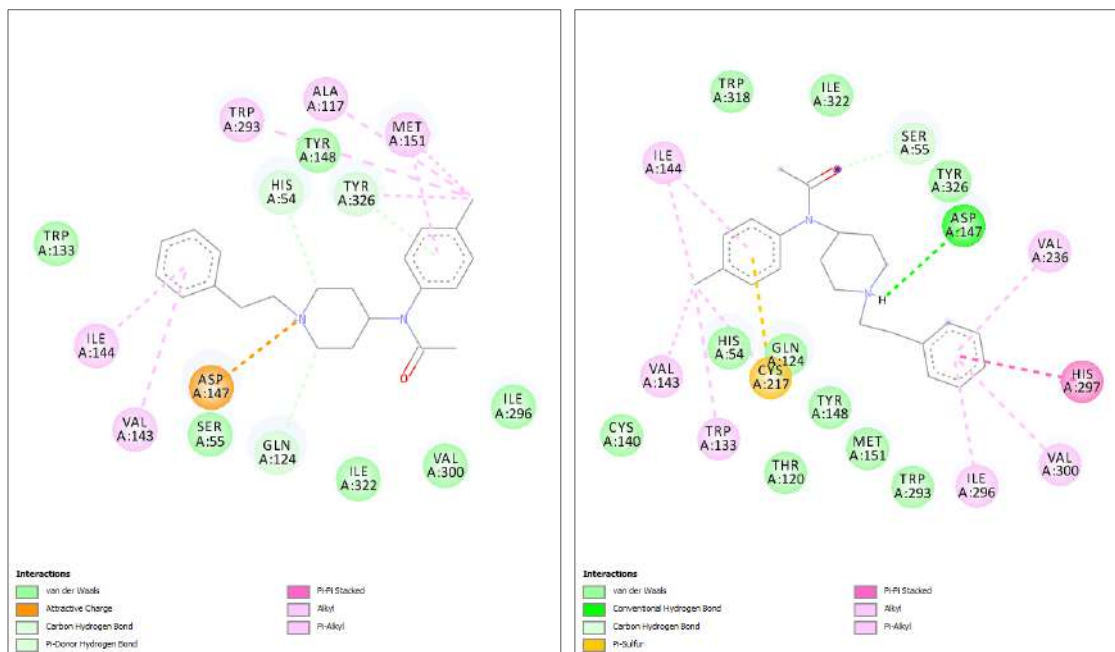 ALA
A:117
TRP
A:293
MET
A:151
TYR
A:148
HIS
A:54
TYR
A:326
TRP
A:133
N
N
O
ILE
A:144
ASP
A:147
VAL
A:143
SER
A:55
GLN
A:124
ILE
A:322
VAL
A:300
ILE
A:296
Interactions
van der Waals
Attractive Charge
Carbon Hydrogen Bond
Pi-Donor Hydrogen Bond
Pi-Pi Stacked
Alkyl
Pi-Alkyl
TRP
A:318
ILE
A:322
SER
A:55
ILE
A:144
TYR
A:326
ASP
A:147
N
VAL
A:236
N
H
HIS
A:54
GLN
A:124
CYS
A:217
HIS
A:297
VAL
A:143
TYR
A:148
CYS
A:140
TRP
A:133
MET
A:151
THR
A:120
TRP
A:293
ILE
A:296
VAL
A:300
Interactions
van der Waals
Conventional Hydrogen Bond
Carbon Hydrogen Bond
Pi-Sulfur
Pi-Pi Stacked
Alkyl
Pi-Alkyl